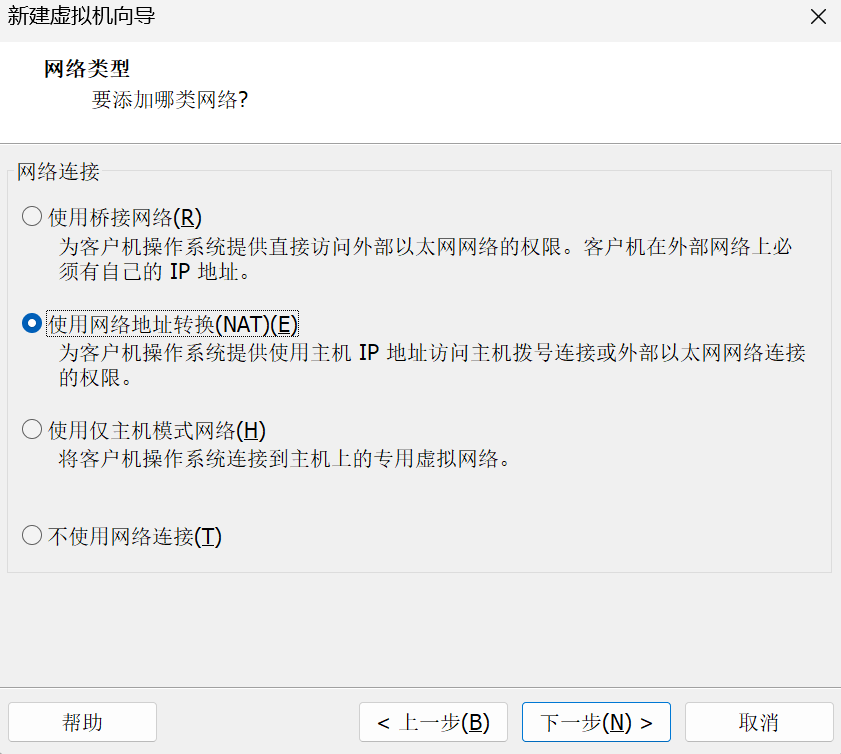 新建虚拟机向导
网络类型
要添加哪类网络?
网络连接
使用桥接网络(R)
为客户机操作系统提供直接访问外部以太网网络的权限。客户机在外部网络上必
须有自己的 IP 地址。
使用网络地址转换(NAT)(E)
为客户机操作系统提供使用主机 IP 地址访问主机拨号连接或外部以太网网络连接
的权限。
使用仅主机模式网络(H)
将客户机操作系统连接到主机上的专用虚拟网络。
不使用网络连接(T)
帮助
< 上一步(B)
下一步(N) >
取消